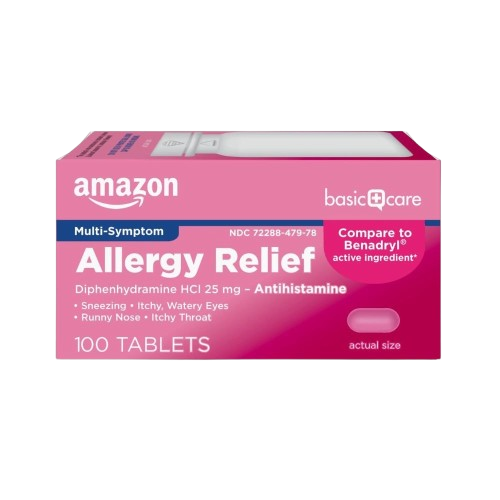 amazon
basic care
Multi-Symptom
NDC 72288-479-78
Allergy Relief
Diphenhydramine HCl 25 mg – Antihistamine
• Sneezing • Itchy, Watery Eyes
• Runny Nose • Itchy Throat
100 TABLETS
Compare to
Benadryl®
active ingredient*
actual size